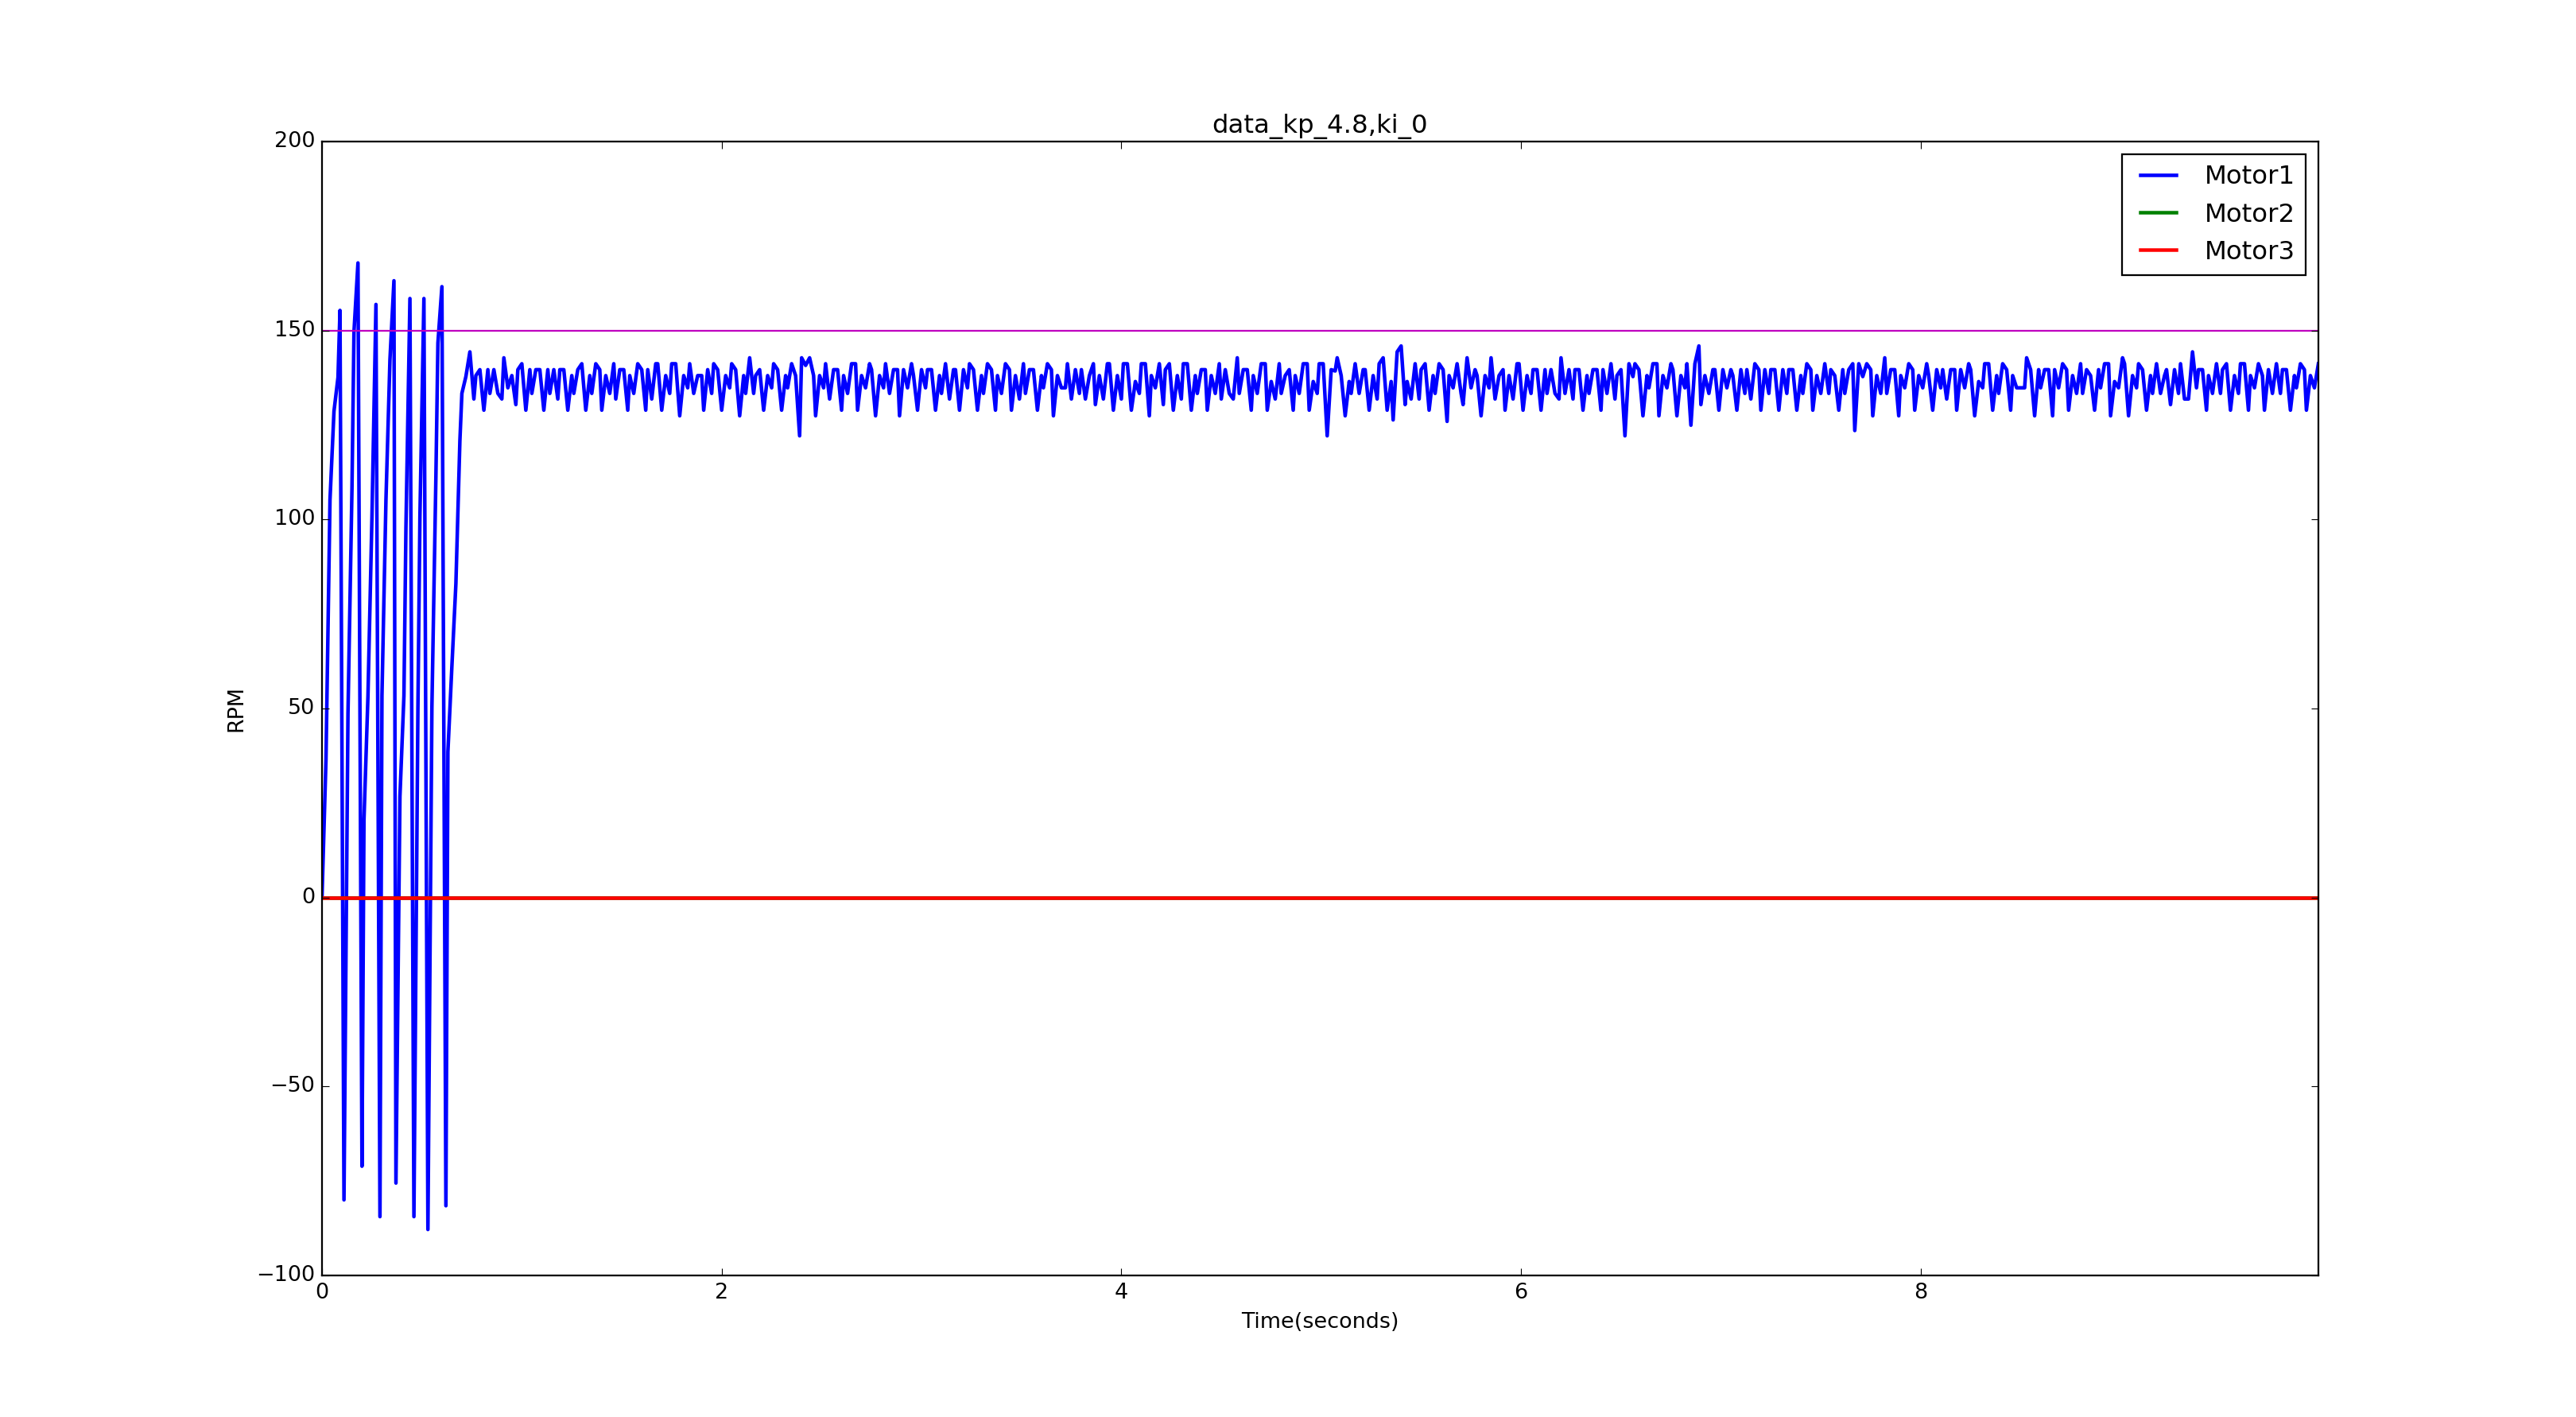 data_kp_4.8,ki_0
200
150
100
50
0
−50
−100
RPM
Motor1
Motor2
Motor3
0 2 4 6 8
Time(seconds)